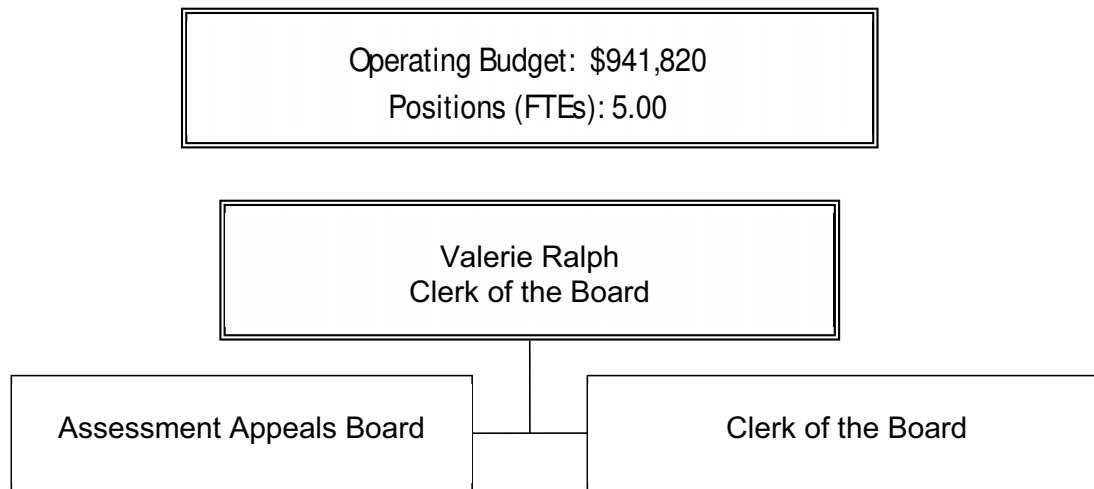 Operating Budget: $941,820
Positions (FTEs): 5.00
Valerie Ralph
Clerk of the Board
Assessment Appeals Board
Clerk of the Board